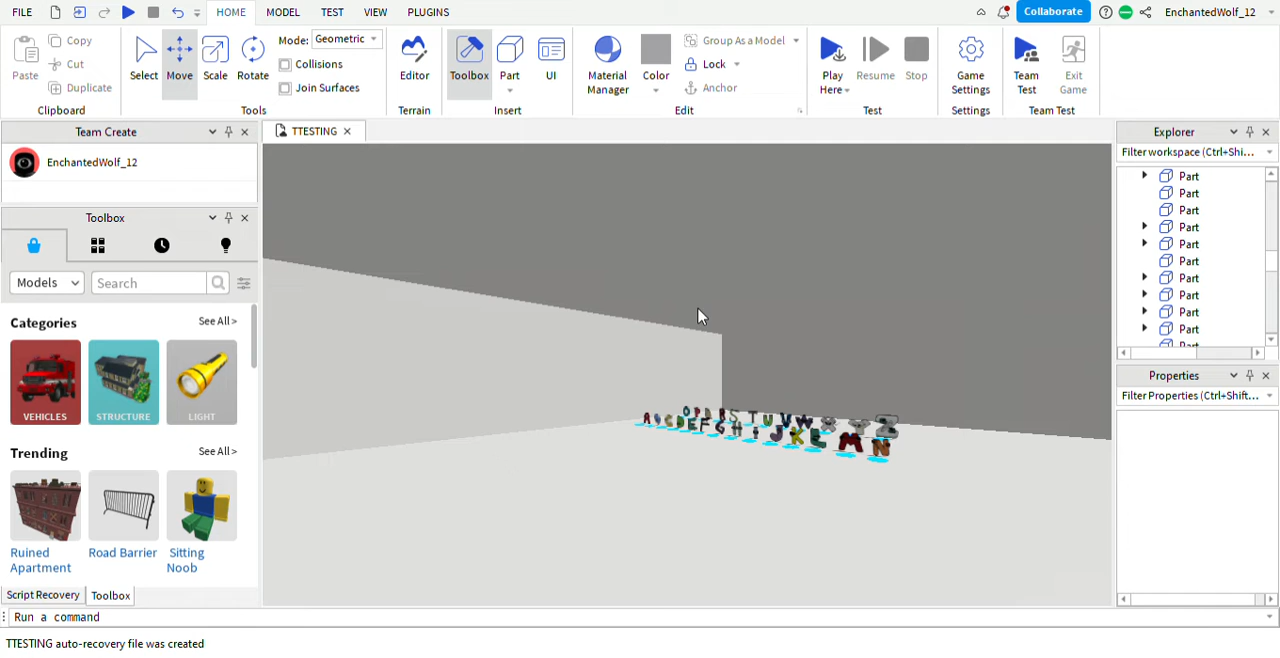 FILE HOME MODEL TEST VIEW PLUGINS Collaborate EnchantedWolf_12
Paste Copy Cut Duplicate
Clipboard
Select Move Scale Rotate Mode: Geometric Collisions Join Surfaces
Tools
Editor
Terrain
Toolbox Part UI
Insert
Material Manager Color Group As a Model Lock Anchor
Edit
Play Here Resume Stop
Test
Game Settings
Settings
Team Test Exit Game
Team Test
Team Create
EnchantedWolf_12
Toolbox
Models Search
Categories See All >
VEHICLES STRUCTURE LIGHT
Trending See All >
Ruined Apartment Road Barrier Sitting Noob
Script Recovery Toolbox
TTESTING
O P Q R S T U V W X Y Z
A B C D E F G H I J K L M N
Explorer
Filter workspace (Ctrl+Shi...
Part
Part
Part
Part
Part
Part
Part
Part
Part
Part
Part
Properties
Filter Properties (Ctrl+Shift...
Run a command
TTESTING auto-recovery file was created